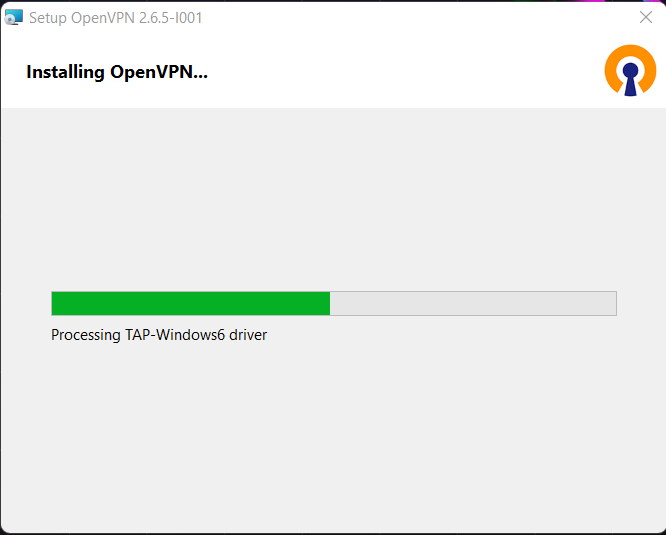 Setup OpenVPN 2.6.5-I001
Installing OpenVPN...
Processing TAP-Windows6 driver